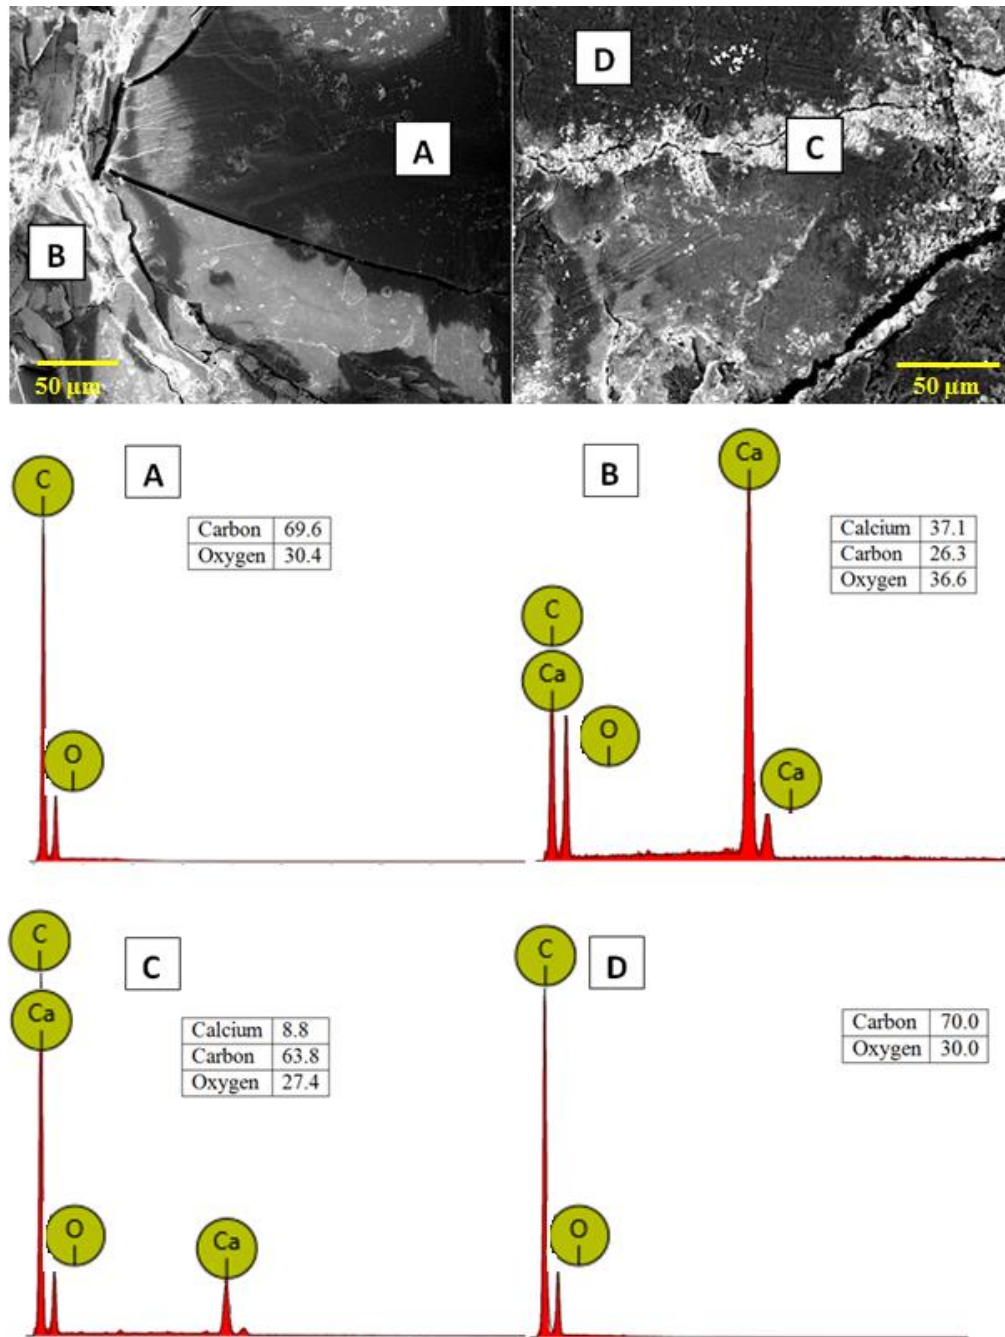 A
B
50 µm
D
C
50 µm
A
C
O
Carbon 69.6
Oxygen 30.4
B
Ca
C
Ca
O
Ca
Calcium 37.1
Carbon 26.3
Oxygen 36.6
C
C
Ca
O
Ca
Calcium 8.8
Carbon 63.8
Oxygen 27.4
D
C
O
Carbon 70.0
Oxygen 30.0